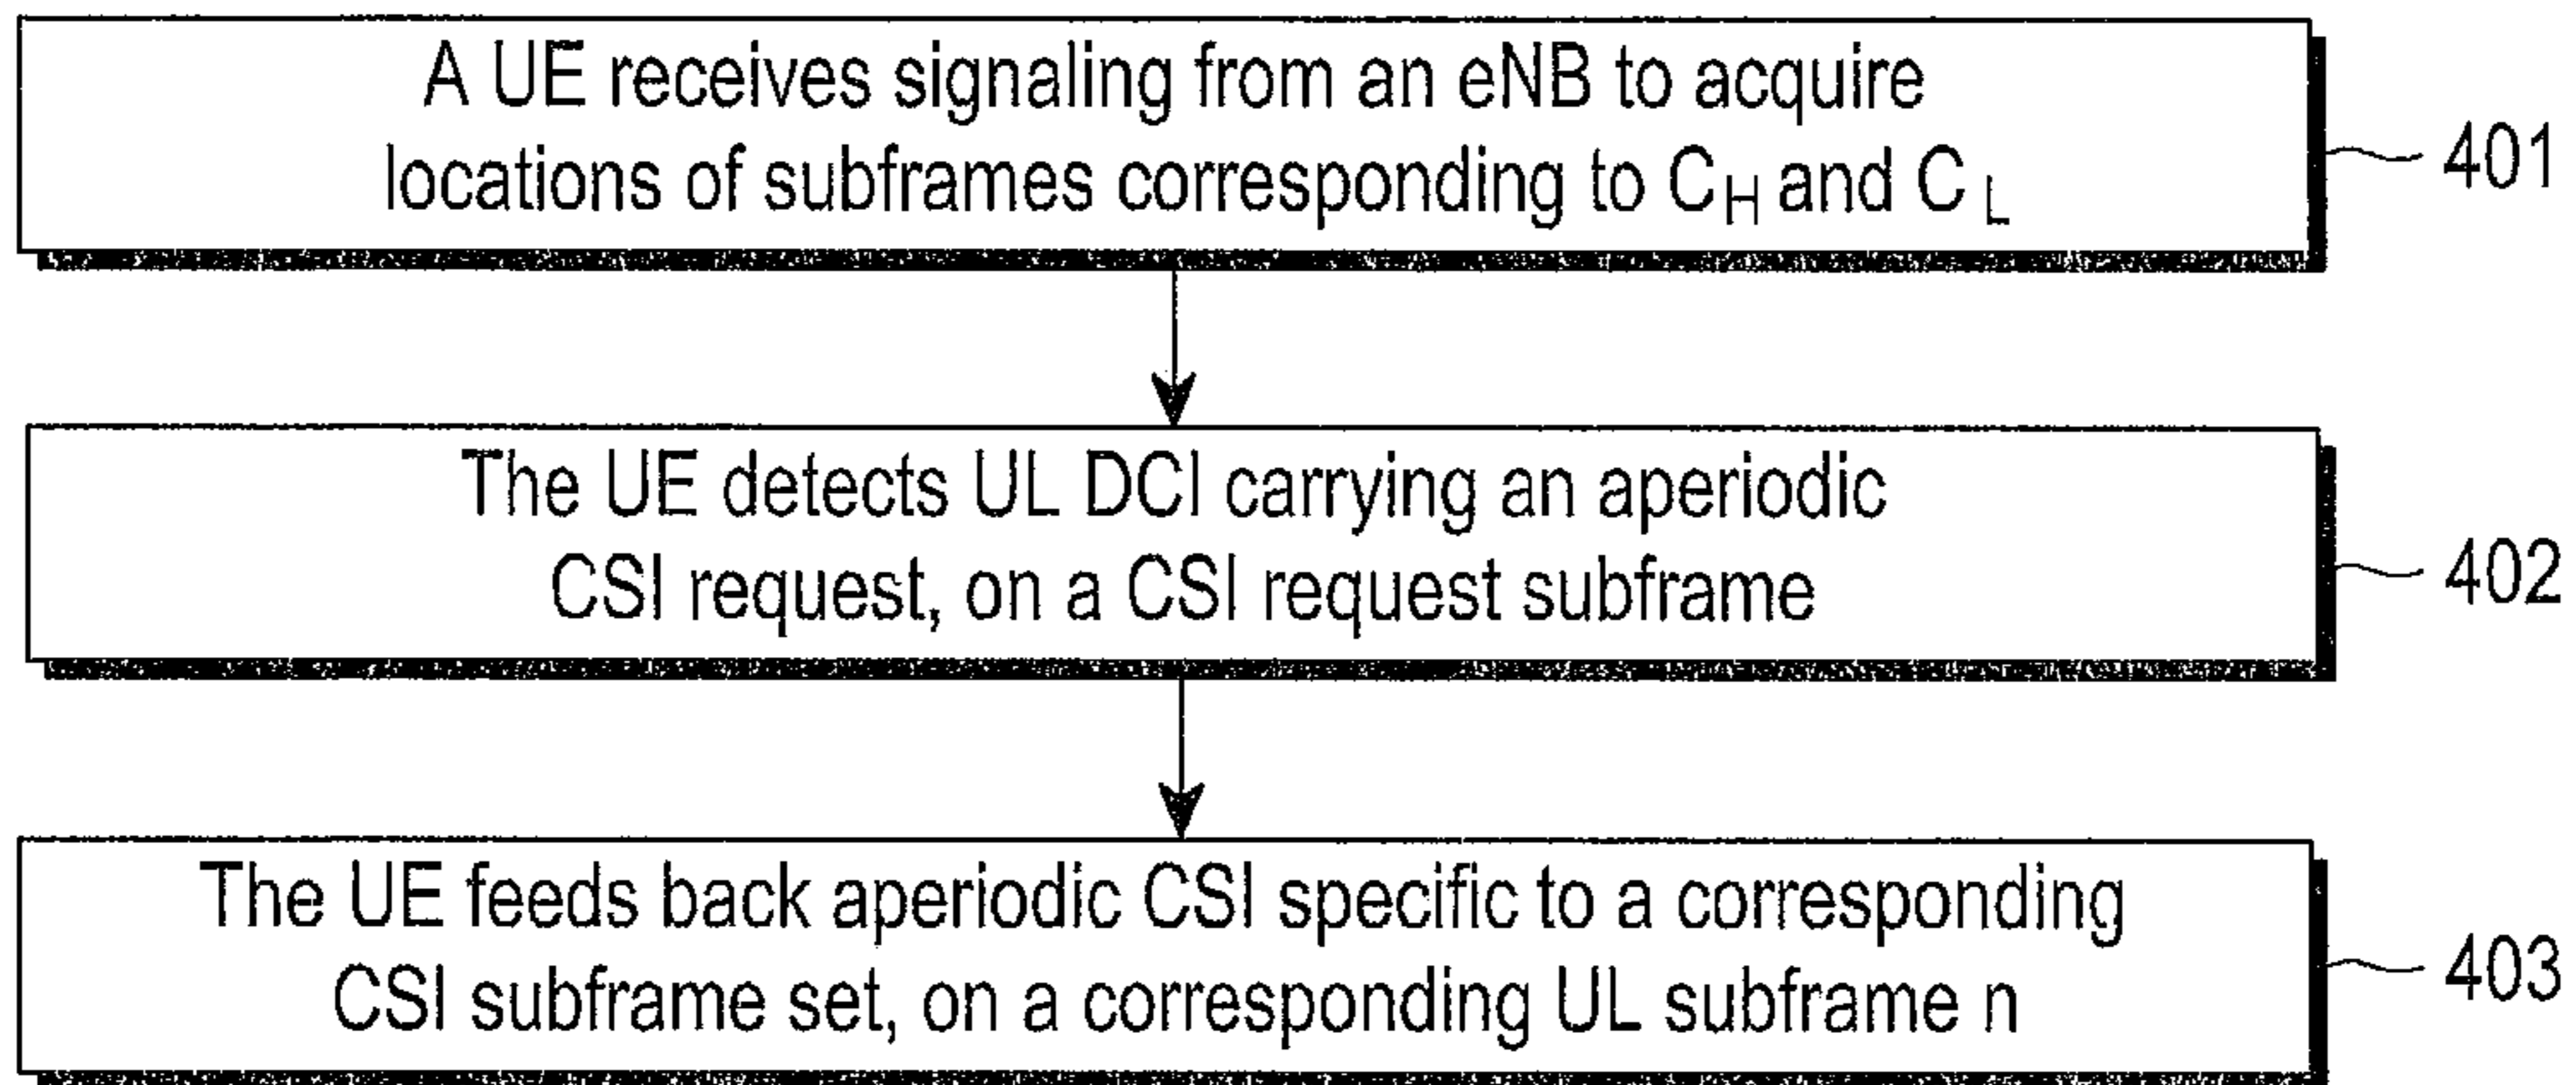 A UE receives signaling from an eNB to acquire
locations of subframes corresponding to C_H and C_L
401
The UE detects UL DCI carrying an aperiodic
CSI request, on a CSI request subframe
402
The UE feeds back aperiodic CSI specific to a corresponding
CSI subframe set, on a corresponding UL subframe n
403